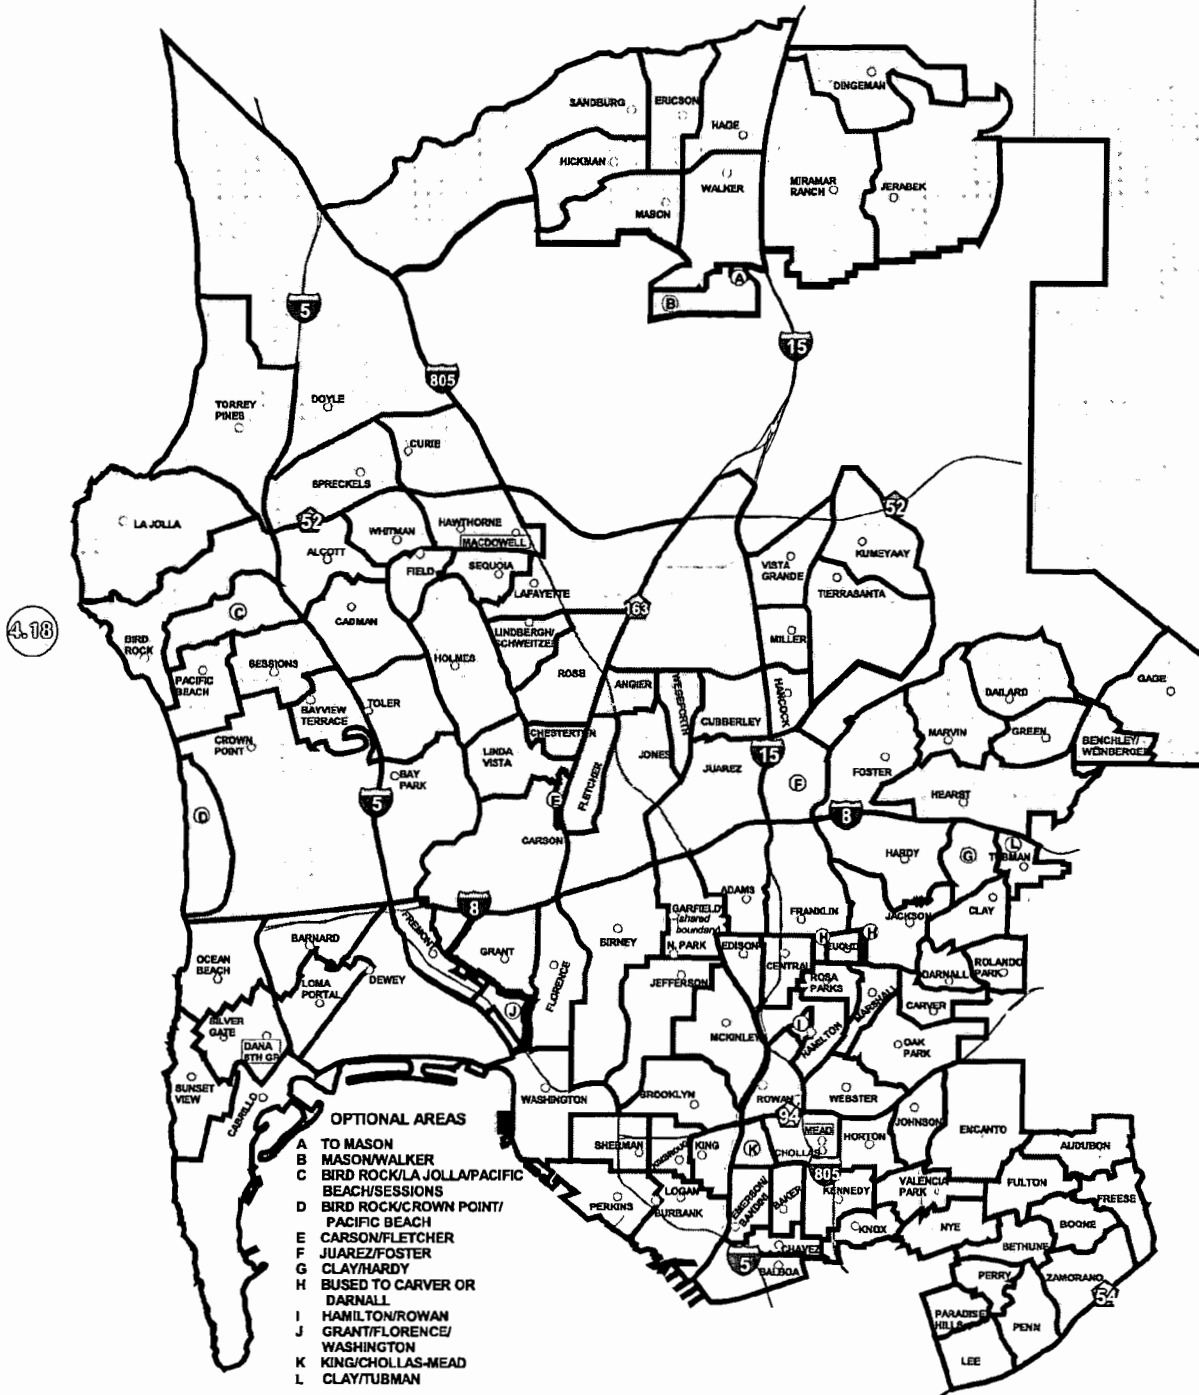 SANDBURG
ERICSON
HAGE
DINGEMAN
HICKMAN
WALKER
MIRAMAR
RANCH
JERABEK
MASON
A
B
5
15
805
TORREY
PINES
DOYLE
CURIE
SPRECKELS
52
52
LA JOLLA
WHITMAN
HAWTHORNE
MACDOWELL
ALCOTT
FIELD
SEQUOIA
LAFAYETTE
KUMEYAAY
VISTA
GRANDE
TIERRASANTA
163
4.18
C
CADMAN
LINDBERGH/
SCHWEITZER
MILLER
BIRD
ROCK
SESSIONS
HOLMES
ROSS
PACIFIC
BEACH
ANGIER
WEGEFORTH
HANCOCK
DAILARD
GAGE
BAYVIEW
TERRACE
TOLER
CUBBERLEY
CROWN
POINT
CHESTERTON
MARVIN
GREEN
BENCHLEY/
WEINBERGER
LINDA
VISTA
JONES
15
JUAREZ
FOSTER
BAY
PARK
FLETCHER
F
HEARST
5
E
D
8
CARSON
HARDY
G
L
TUBMAN
ADAMS
8
FREMONT
GARFIELD
(shared
boundary)
FRANKLIN
JACKSON
CLAY
BARNARD
GRANT
BIRNEY
N. PARK
EDISON
H
EUCLID
H
OCEAN
BEACH
LOMA
PORTAL
DEWEY
FLORENCE
JEFFERSON
CENTRAL
ROSA
PARKS
DARNALL
ROLANDO
PARK
MARSHALL
CARVER
SILVER
GATE
J
DANA
5TH GR
MCKINLEY
I
HAMILTON
OAK
PARK
SUNSET
VIEW
CABRILLO
WASHINGTON
BROOKLYN
ROWAN
WEBSTER
94
JOHNSON
ENCANTO
SHERMAN
KING
K
MEAD
CHOLLAS
HORTON
AUDUBON
805
KENNEDY
VALENCIA
PARK
FULTON
FREESE
PERKINS
LOGAN
BURBANK
EMERSON/
BANDINI
BAKER
KNOX
NYE
BOONE
BETHUNE
CHAVEZ
5
BALBOA
PERRY
ZAMORANO
54
PARADISE
HILLS
PENN
LEE
OPTIONAL AREAS
A TO MASON
B MASON/WALKER
C BIRD ROCK/LA JOLLA/PACIFIC
BEACH/SESSIONS
D BIRD ROCK/CROWN POINT/
PACIFIC BEACH
E CARSON/FLETCHER
F JUAREZ/FOSTER
G CLAY/HARDY
H BUSED TO CARVER OR
DARNALL
I HAMILTON/ROWAN
J GRANT/FLORENCE/
WASHINGTON
K KING/CHOLLAS-MEAD
L CLAY/TUBMAN